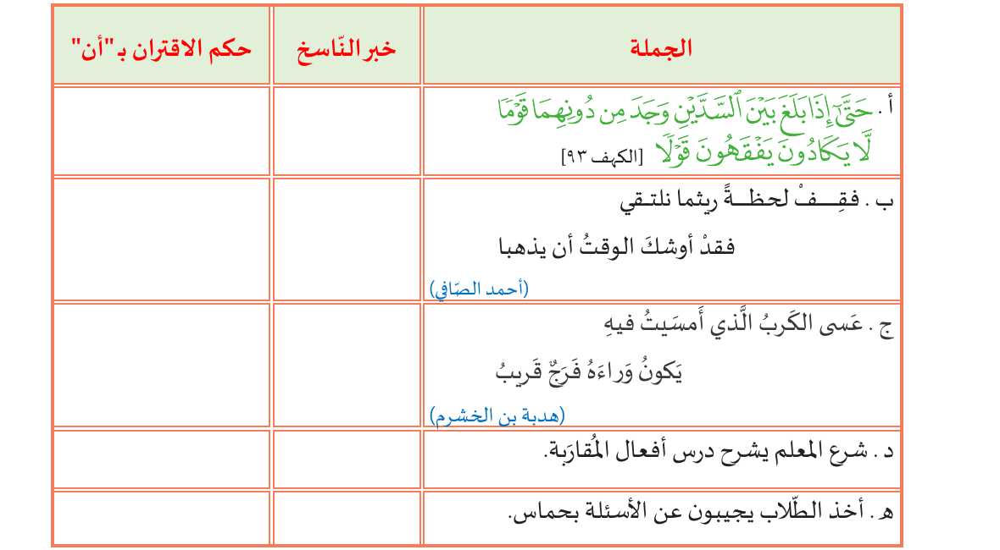 الجملة	خبر النّاسخ	حكم الاقتران بـ "أن"
أ . حَتَّىٰٓ إِذَا بَلَغَ بَيْنَ ٱلسَّدَّيْنِ وَجَدَ مِن دُونِهِمَا قَوْمًا
لَّا يَكَادُونَ يَفْقَهُونَ قَوْلًا [الكهف ٩٣]
ب . فقِـــفْ لحظـــةً ريثما نلتـقي
فقدْ أوشكَ الوقتُ أن يذهبا
(أحمد الصّافي)
ج . عَسى الكَربُ الَّذي أَمسَيتُ فيهِ
يَكونُ وَراءَهُ فَرَجٌ قَريبُ
(هدبة بن الخشرم)
د . شرع المعلم يشرح درس أفعال المُقارَبة.
هـ . أخذ الطّلاب يجيبون عن الأسئلة بحماس.